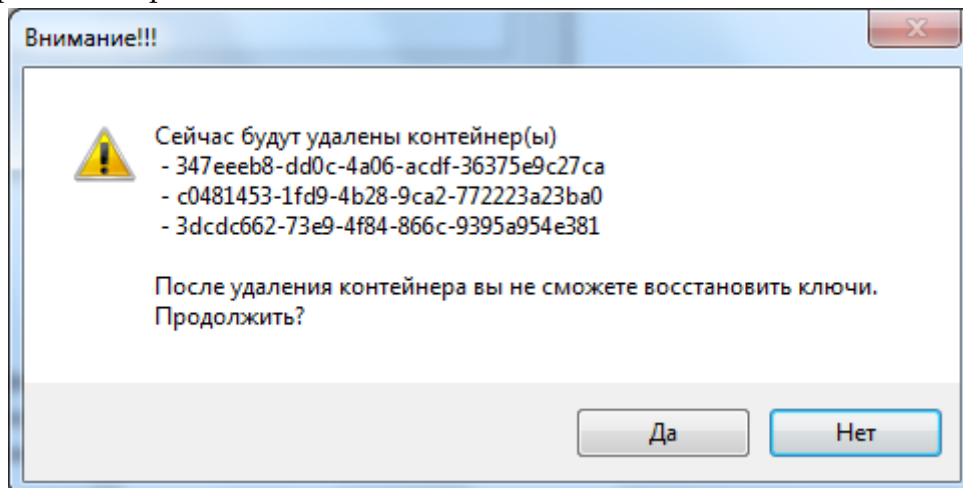 Внимание!!!
Сейчас будут удалены контейнер(ы)
- 347eeeb8-dd0c-4a06-acdf-36375e9c27ca
- c0481453-1fd9-4b28-9ca2-772223a23ba0
- 3dcdc662-73e9-4f84-866c-9395a954e381
После удаления контейнера вы не сможете восстановить ключи.
Продолжить?
Да
Нет